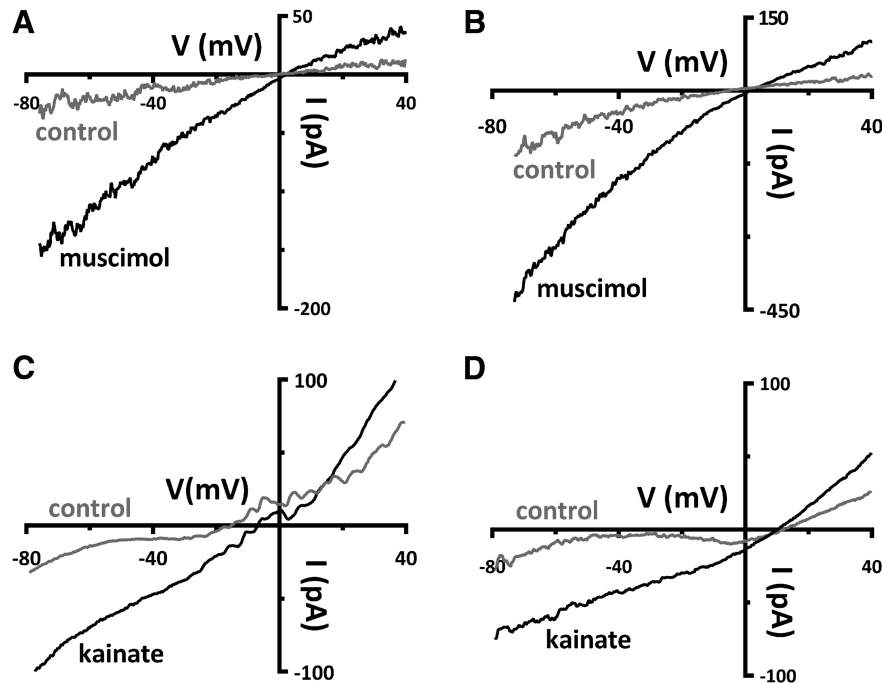 A
50
V (mV)
-80
-40
40
control
I (pA)
muscimol
-200
B
150
V (mV)
-80
-40
40
control
I (pA)
muscimol
-450
C
100
V(mV)
control
-80
-40
40
I (pA)
kainate
-100
D
100
V (mV)
control
-80
-40
40
I (pA)
kainate
-100